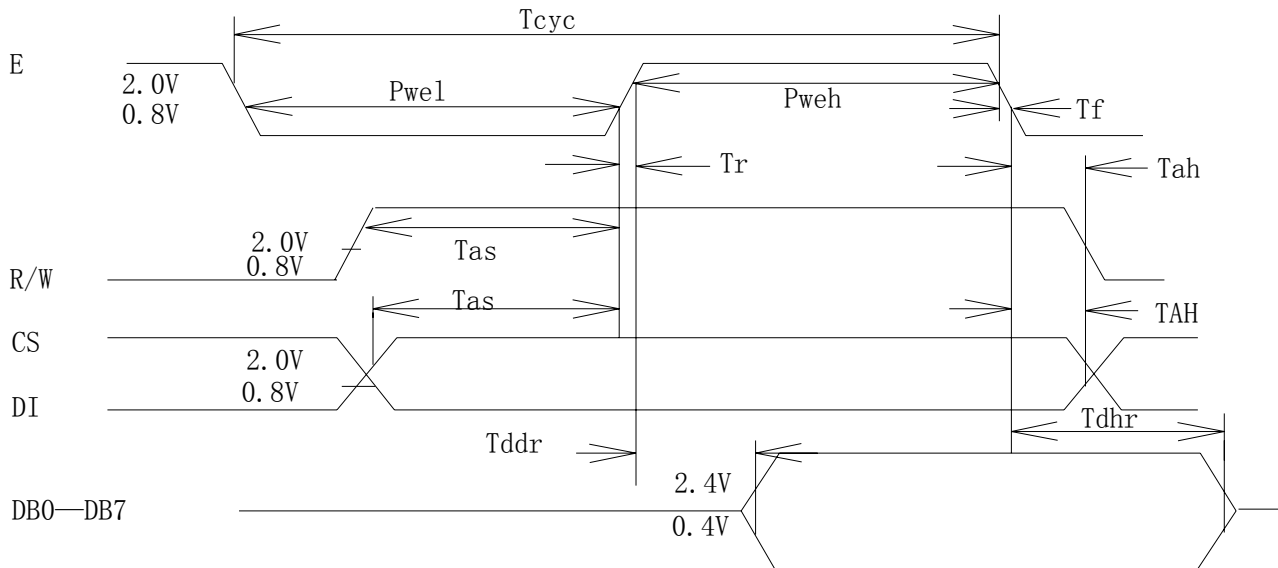 Tcyc
E
2.0V
0.8V
Pwel
Pweh
Tf
Tr
Tah
2.0V
0.8V
Tas
R/W
Tas
TAH
CS
2.0V
0.8V
DI
Tddr
Tdhr
2.4V
DB0—DB7
0.4V